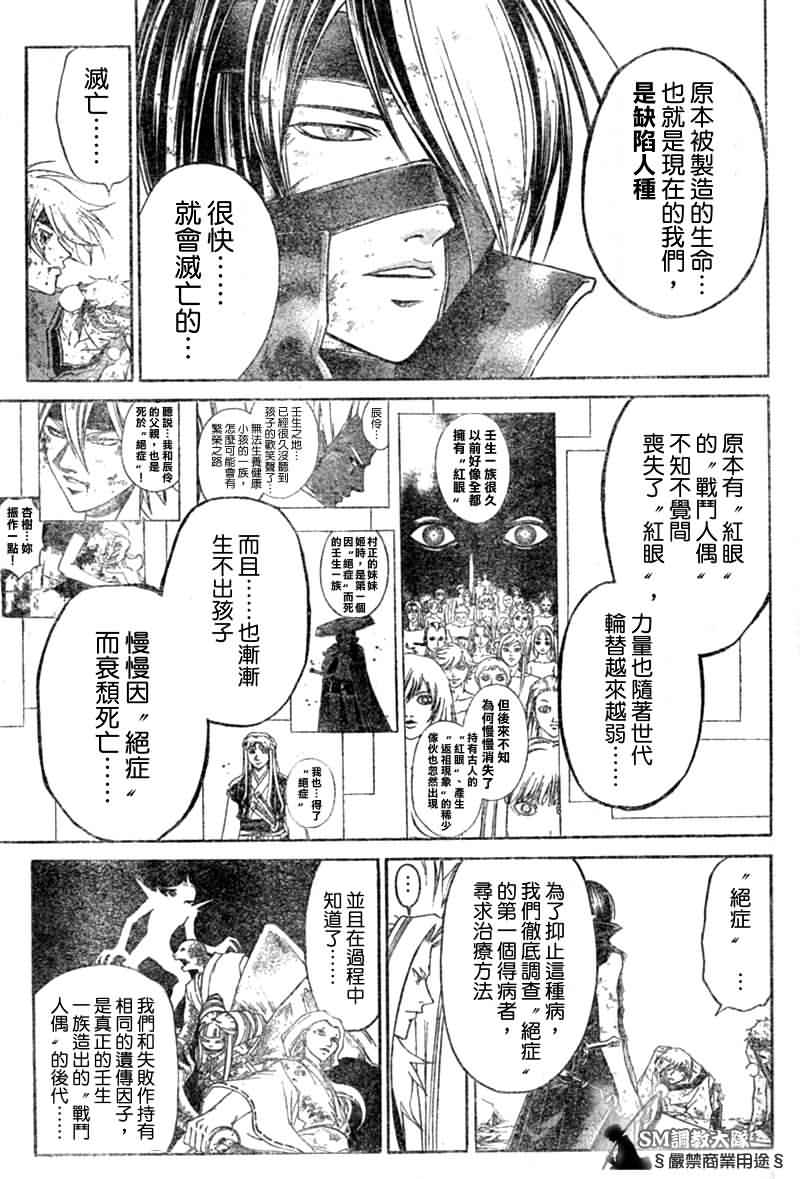 原本被製造的生命…
也就是現在的我們，
是缺陷人種
很快……
就會滅亡的…
滅亡……
原本有〝紅眼〞
的〝戰鬥人偶〞
不知不覺間
喪失了〝紅眼〞，
力量也隨著世代
輪替越來越弱……
壬生一族很久
以前好像全都
擁有〝紅眼〞
但後來不知
為何慢慢消失了
持有古人的
〝紅眼〞、產生
〝返祖現象〞的稀少
傢伙也忽然出現
辰伶……
壬生之地…
已經很久沒聽到
孩子的歡笑聲了……
無法生養健康
小孩的一族，
怎麼可能會有
繁榮之路
聽說…我和辰伶
的父親，也是
死於〝絕症〞！
杏樹…妳
振作一點！
村正的妹妹
姬時，是第一個
因〝絕症〞而死
的壬生一族
而且……也漸漸
生不出孩子
慢慢因〝絕症〞
而衰頹死亡……
我也…得了
〝絕症〞
〝絕症〞…
為了抑止這種病，
我們徹底調查〝絕症〞
的第一個得病者，
尋求治療方法
…
並且在過程中
知道了……
我們和失敗作持有
相同的遺傳因子，
是真正的壬生
一族造出的〝戰鬥
人偶〞的後代……
SM調教大隊
§嚴禁商業用途§